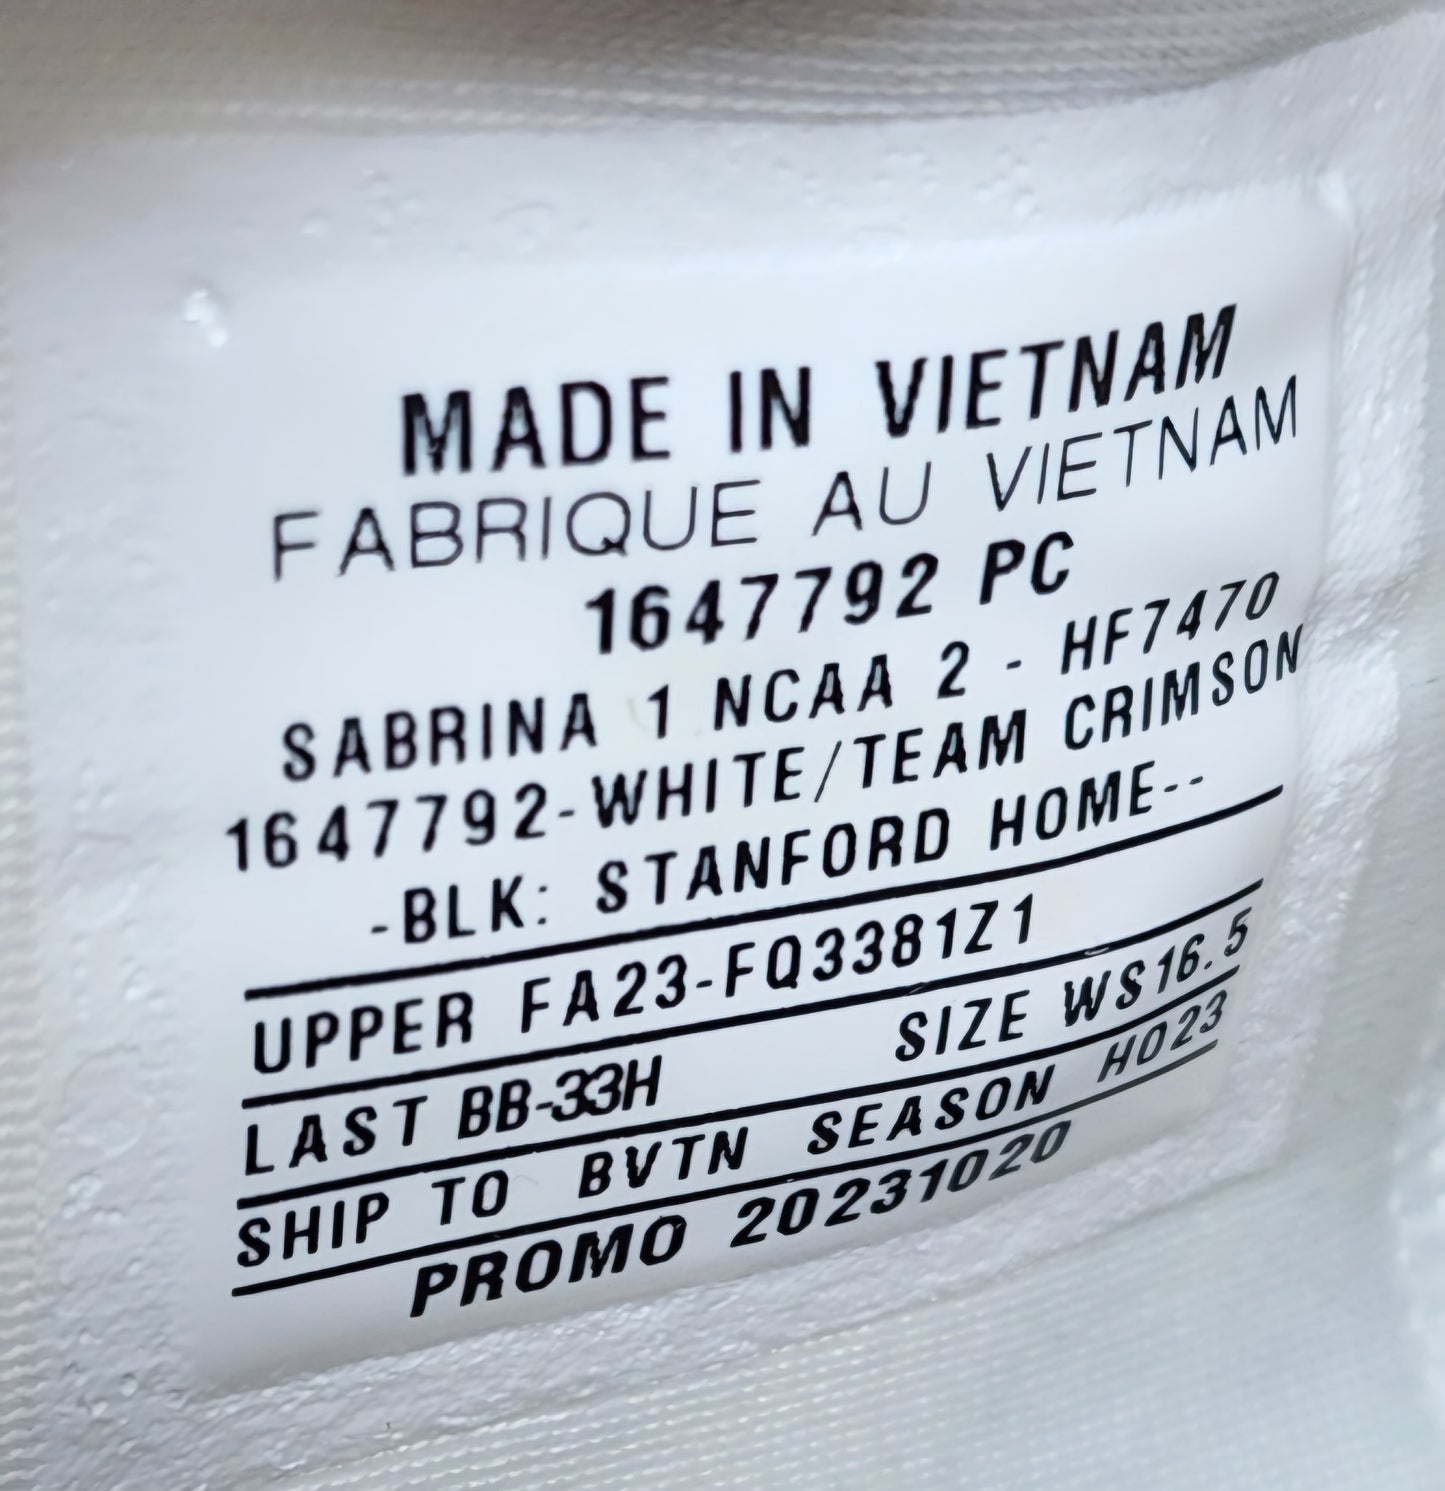 MADE IN VIETNAM
FABRIQUE AU VIETNAM
1647792 PC
SABRINA 1 NCAA 2 - HF7470
1647792-WHITE/TEAM CRIMSON
-BLK: STANFORD HOME--
UPPER FA23-FQ3381Z1
LAST BB-33H SIZE WS16.5
SHIP TO BVTN SEASON HO23
PROMO 20231020